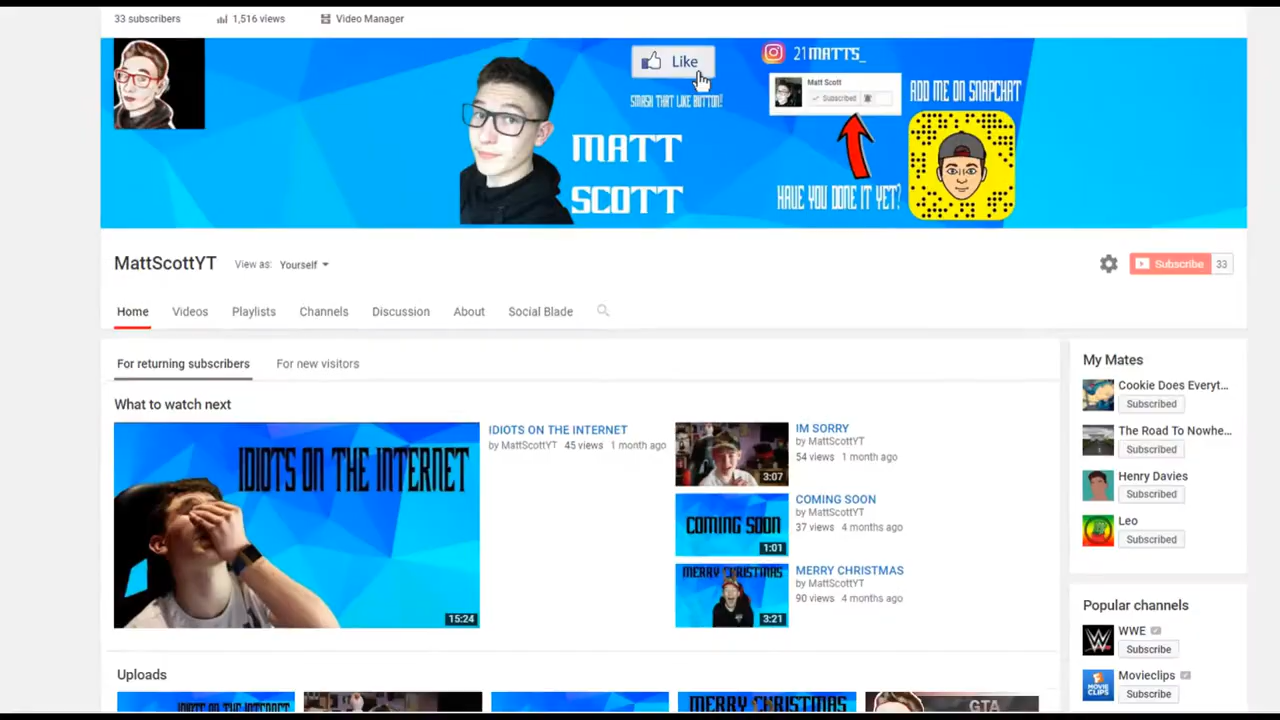 33 subscribers
1,516 views
Video Manager
Like
SMASH THAT LIKE BUTTON!!
21MATTS_
Matt Scott
Subscribed
ADD ME ON SNAPCHAT
HAVE YOU DONE IT YET?
MATT
SCOTT
MattScottYT
View as: Yourself
Subscribe 33
Home Videos Playlists Channels Discussion About Social Blade
For returning subscribers For new visitors
What to watch next
IDIOTS ON THE INTERNET
15:24
IDIOTS ON THE INTERNET
by MattScottYT 45 views 1 month ago
3:07
IM SORRY
by MattScottYT
54 views 1 month ago
COMING SOON
1:01
COMING SOON
by MattScottYT
37 views 4 months ago
MERRY CHRISTMAS
3:21
MERRY CHRISTMAS
by MattScottYT
90 views 4 months ago
My Mates
Cookie Does Everyt...
Subscribed
The Road To Nowhe...
Subscribed
Henry Davies
Subscribed
Leo
Subscribed
Popular channels
WWE
Subscribe
MOVIE
CLIPS
Movieclips
Subscribe
Uploads
IDIOTS ON THE INTERNET
MERRY CHRISTMAS
GTA